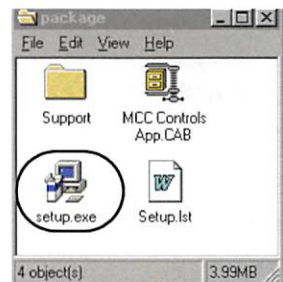 package
File Edit View Help
Support
MCC Controls
App.CAB
setup.exe
Setup.lst
4 object(s)
3.99MB